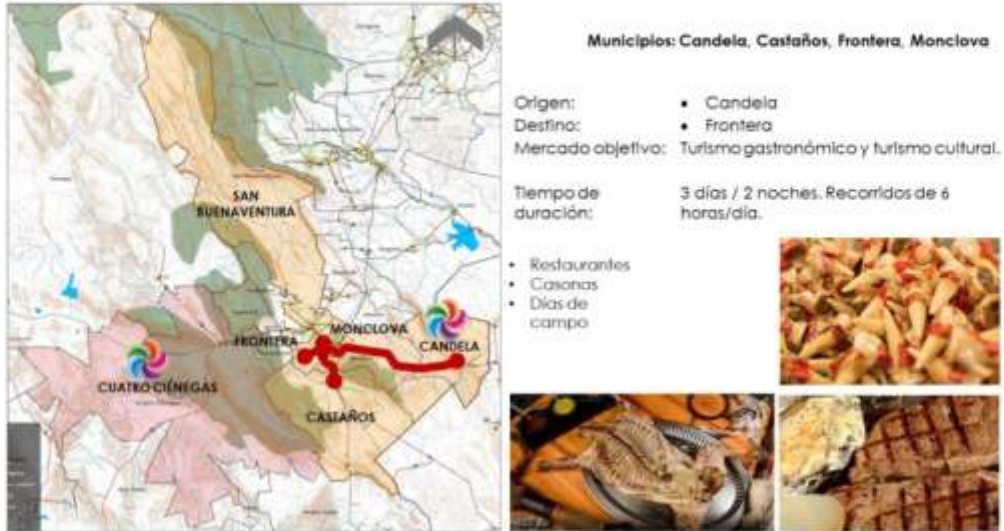 SAN
BUENAVENTURA
FRONTERA
MONCLOVA
CANDELA
CUATRO CIÉNEGAS
CASTAÑOS
Municipios: Candela, Castaños, Frontera, Monclova
Origen: • Candela
Destino: • Frontera
Mercado objetivo: Turismo gastronómico y turismo cultural.
Tiempo de 3 días / 2 noches. Recorridos de 6
duración: horas/día.
• Restaurantes
• Casonas
• Días de
campo